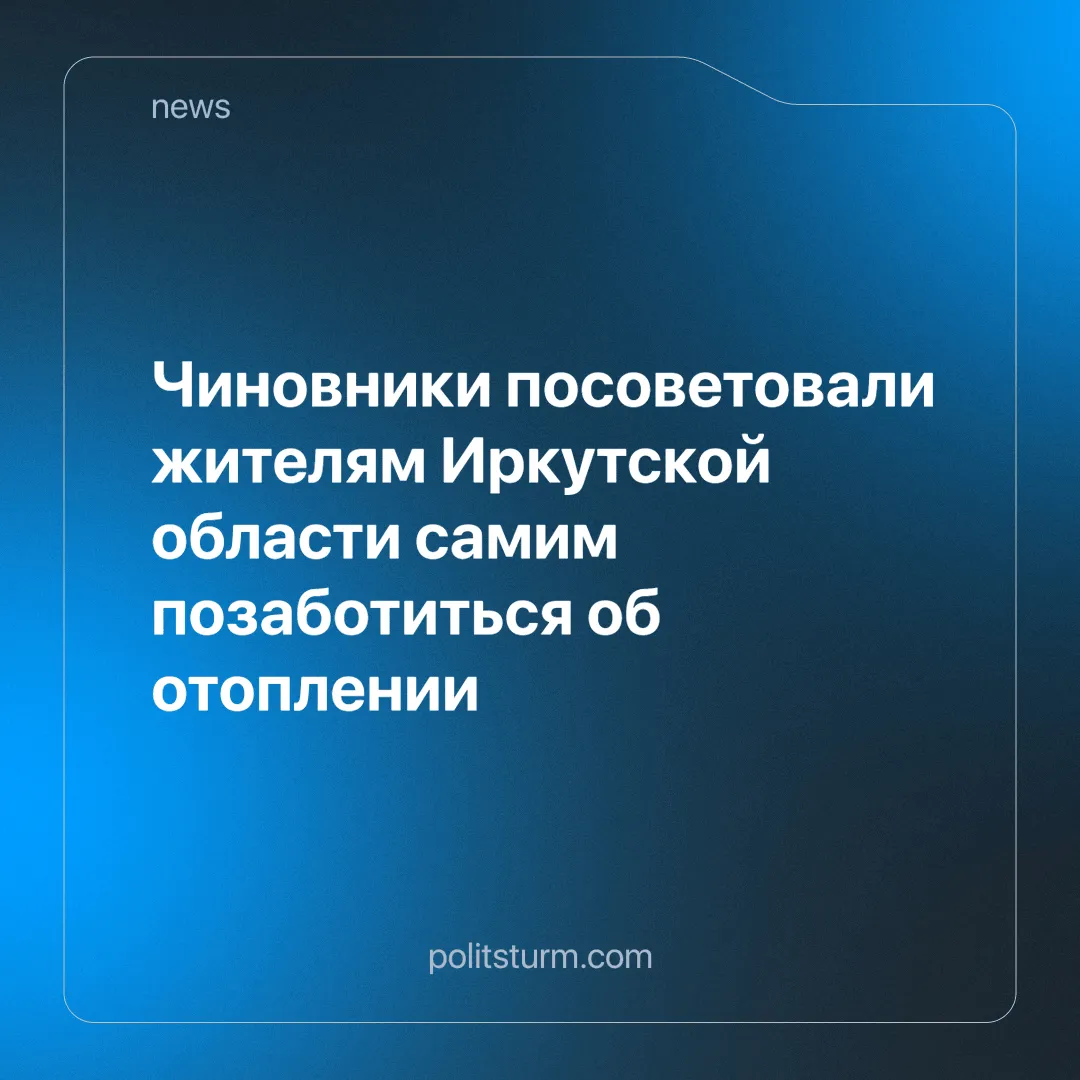 news
Чиновники посоветовали
жителям Иркутской
области самим
позаботиться об
отоплении
politsturm.com